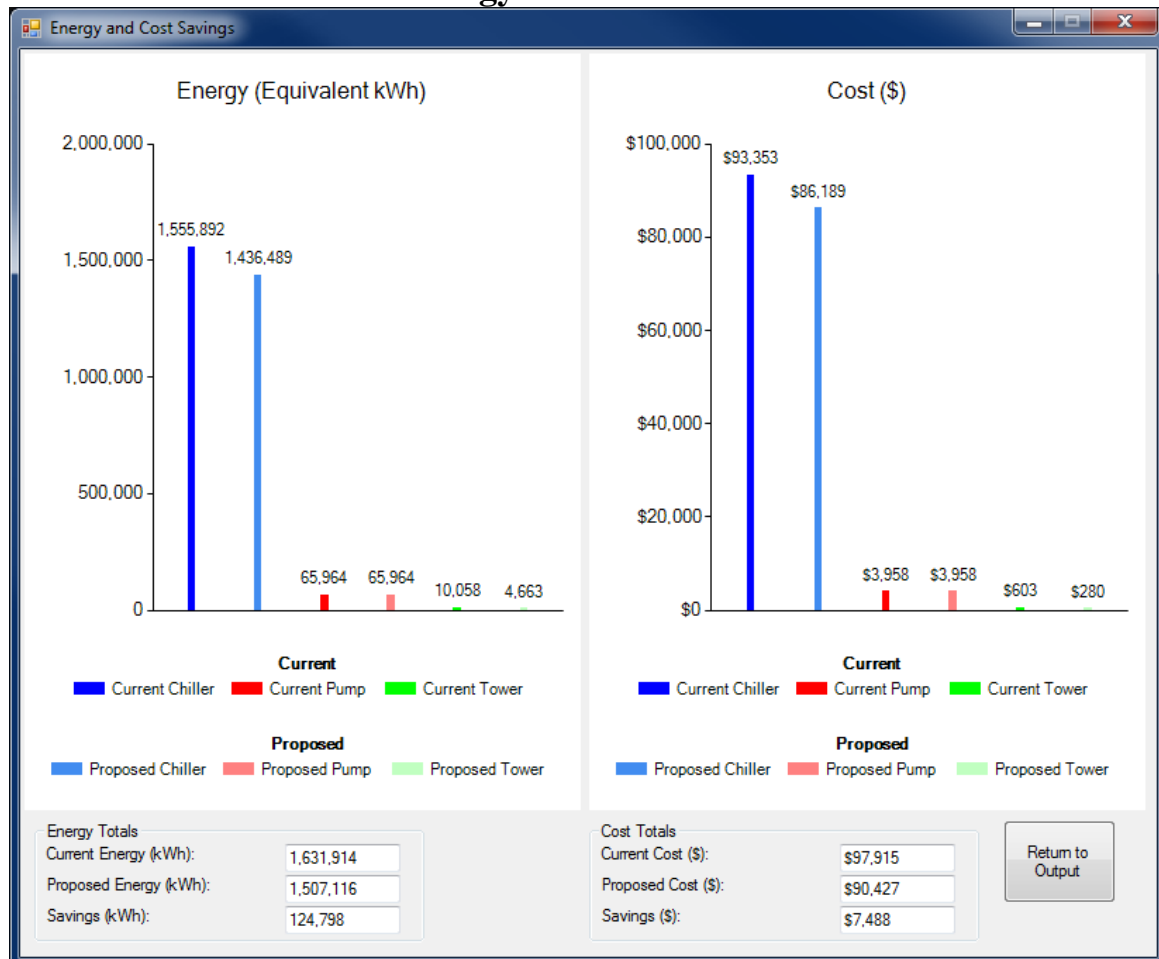 gy
Energy and Cost Savings
Energy (Equivalent kWh)
2,000,000
1,555,892
1,500,000
1,436,489
1,000,000
500,000
65,964 65,964 10,058 4,663
0
Current
Current Chiller Current Pump Current Tower
Proposed
Proposed Chiller Proposed Pump Proposed Tower
Cost ($)
$100,000
$93,353
$86,189
$80,000
$60,000
$40,000
$20,000
$3,958 $3,958 $603 $280
$0
Current
Current Chiller Current Pump Current Tower
Proposed
Proposed Chiller Proposed Pump Proposed Tower
Energy Totals
Current Energy (kWh): 1,631,914
Proposed Energy (kWh): 1,507,116
Savings (kWh): 124,798
Cost Totals
Current Cost ($): $97,915
Proposed Cost ($): $90,427
Savings ($): $7,488
Return to
Output